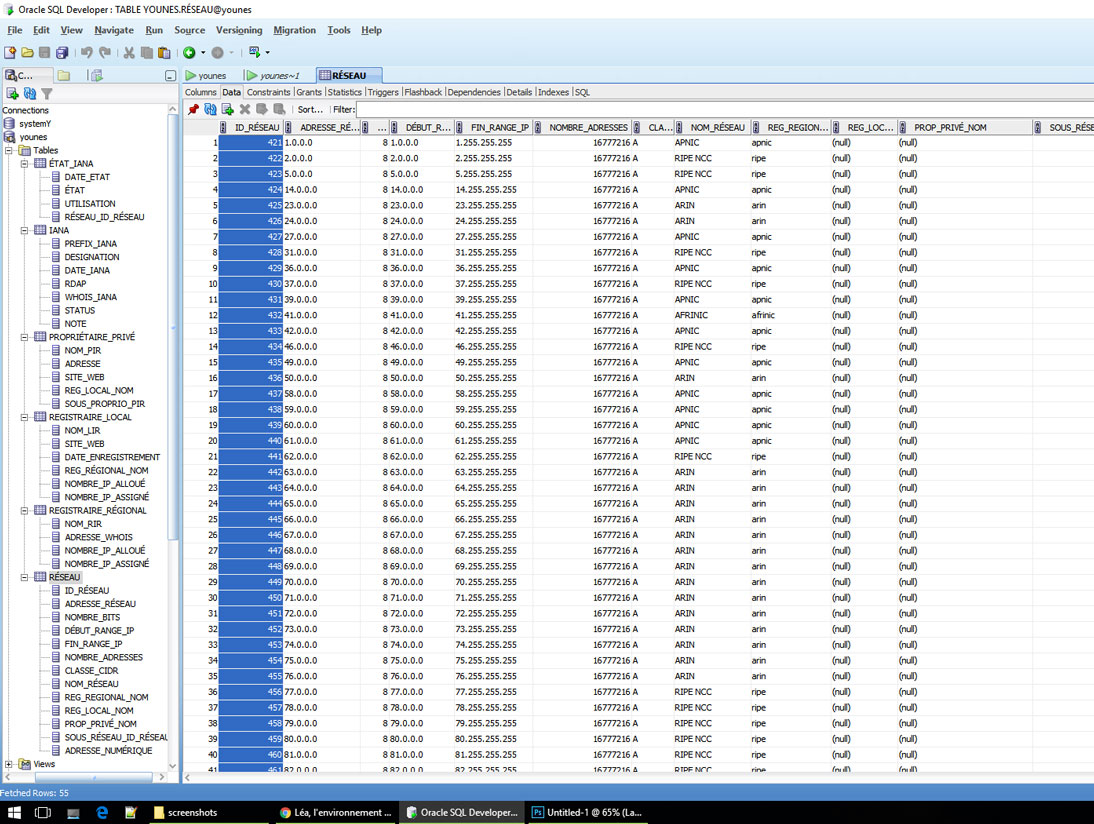 Oracle SQL Developer : TABLE YOUNES.RÉSEAU@younes
File Edit View Navigate Run Source Versioning Migration Tools Help
C...
younes younes~1 RÉSEAU
Columns Data Constraints Grants Statistics Triggers Flashback Dependencies Details Indexes SQL
Sort... Filter:
Connections
systemY
younes
Tables
ÉTAT_IANA
DATE_ETAT
ÉTAT
UTILISATION
RÉSEAU_ID_RÉSEAU
IANA
PREFIX_IANA
DESIGNATION
DATE_IANA
RDAP
WHOIS_IANA
STATUS
NOTE
PROPRIÉTAIRE_PRIVÉ
NOM_PIR
ADRESSE
SITE_WEB
REG_LOCAL_NOM
SOUS_PROPRIO_PIR
REGISTRAIRE_LOCAL
NOM_LIR
SITE_WEB
DATE_ENREGISTREMENT
REG_RÉGIONAL_NOM
NOMBRE_IP_ALLOUÉ
NOMBRE_IP_ASSIGNÉ
REGISTRAIRE_RÉGIONAL
NOM_RIR
ADRESSE_WHOIS
NOMBRE_IP_ALLOUÉ
NOMBRE_IP_ASSIGNÉ
RÉSEAU
ID_RÉSEAU
ADRESSE_RÉSEAU
NOMBRE_BITS
DÉBUT_RANGE_IP
FIN_RANGE_IP
NOMBRE_ADRESSES
CLASSE_CIDR
NOM_RÉSEAU
REG_REGIONAL_NOM
REG_LOCAL_NOM
PROP_PRIVÉ_NOM
SOUS_RÉSEAU_ID_RÉSEAU
ADRESSE_NUMÉRIQUE
Views
ID_RÉSEAU ADRESSE_RÉ... ... DÉBUT_R... FIN_RANGE_IP NOMBRE_ADRESSES CLA... NOM_RÉSEAU REG_REGION... REG_LOC... PROP_PRIVÉ_NOM SOUS_RÉSE
1 421 1.0.0.0 8 1.0.0.0 1.255.255.255 16777216 A APNIC apnic (null) (null)
2 422 2.0.0.0 8 2.0.0.0 2.255.255.255 16777216 A RIPE NCC ripe (null) (null)
3 423 5.0.0.0 8 5.0.0.0 5.255.255.255 16777216 A RIPE NCC ripe (null) (null)
4 424 14.0.0.0 8 14.0.0.0 14.255.255.255 16777216 A APNIC apnic (null) (null)
5 425 23.0.0.0 8 23.0.0.0 23.255.255.255 16777216 A ARIN arin (null) (null)
6 426 24.0.0.0 8 24.0.0.0 24.255.255.255 16777216 A ARIN arin (null) (null)
7 427 27.0.0.0 8 27.0.0.0 27.255.255.255 16777216 A APNIC apnic (null) (null)
8 428 31.0.0.0 8 31.0.0.0 31.255.255.255 16777216 A RIPE NCC ripe (null) (null)
9 429 36.0.0.0 8 36.0.0.0 36.255.255.255 16777216 A APNIC apnic (null) (null)
10 430 37.0.0.0 8 37.0.0.0 37.255.255.255 16777216 A RIPE NCC ripe (null) (null)
11 431 39.0.0.0 8 39.0.0.0 39.255.255.255 16777216 A APNIC apnic (null) (null)
12 432 41.0.0.0 8 41.0.0.0 41.255.255.255 16777216 A AFRINIC afrinic (null) (null)
13 433 42.0.0.0 8 42.0.0.0 42.255.255.255 16777216 A APNIC apnic (null) (null)
14 434 46.0.0.0 8 46.0.0.0 46.255.255.255 16777216 A RIPE NCC ripe (null) (null)
15 435 49.0.0.0 8 49.0.0.0 49.255.255.255 16777216 A APNIC apnic (null) (null)
16 436 50.0.0.0 8 50.0.0.0 50.255.255.255 16777216 A ARIN arin (null) (null)
17 437 58.0.0.0 8 58.0.0.0 58.255.255.255 16777216 A APNIC apnic (null) (null)
18 438 59.0.0.0 8 59.0.0.0 59.255.255.255 16777216 A APNIC apnic (null) (null)
19 439 60.0.0.0 8 60.0.0.0 60.255.255.255 16777216 A APNIC apnic (null) (null)
20 440 61.0.0.0 8 61.0.0.0 61.255.255.255 16777216 A APNIC apnic (null) (null)
21 441 62.0.0.0 8 62.0.0.0 62.255.255.255 16777216 A RIPE NCC ripe (null) (null)
22 442 63.0.0.0 8 63.0.0.0 63.255.255.255 16777216 A ARIN arin (null) (null)
23 443 64.0.0.0 8 64.0.0.0 64.255.255.255 16777216 A ARIN arin (null) (null)
24 444 65.0.0.0 8 65.0.0.0 65.255.255.255 16777216 A ARIN arin (null) (null)
25 445 66.0.0.0 8 66.0.0.0 66.255.255.255 16777216 A ARIN arin (null) (null)
26 446 67.0.0.0 8 67.0.0.0 67.255.255.255 16777216 A ARIN arin (null) (null)
27 447 68.0.0.0 8 68.0.0.0 68.255.255.255 16777216 A ARIN arin (null) (null)
28 448 69.0.0.0 8 69.0.0.0 69.255.255.255 16777216 A ARIN arin (null) (null)
29 449 70.0.0.0 8 70.0.0.0 70.255.255.255 16777216 A ARIN arin (null) (null)
30 450 71.0.0.0 8 71.0.0.0 71.255.255.255 16777216 A ARIN arin (null) (null)
31 451 72.0.0.0 8 72.0.0.0 72.255.255.255 16777216 A ARIN arin (null) (null)
32 452 73.0.0.0 8 73.0.0.0 73.255.255.255 16777216 A ARIN arin (null) (null)
33 453 74.0.0.0 8 74.0.0.0 74.255.255.255 16777216 A ARIN arin (null) (null)
34 454 75.0.0.0 8 75.0.0.0 75.255.255.255 16777216 A ARIN arin (null) (null)
35 455 76.0.0.0 8 76.0.0.0 76.255.255.255 16777216 A ARIN arin (null) (null)
36 456 77.0.0.0 8 77.0.0.0 77.255.255.255 16777216 A RIPE NCC ripe (null) (null)
37 457 78.0.0.0 8 78.0.0.0 78.255.255.255 16777216 A RIPE NCC ripe (null) (null)
38 458 79.0.0.0 8 79.0.0.0 79.255.255.255 16777216 A RIPE NCC ripe (null) (null)
39 459 80.0.0.0 8 80.0.0.0 80.255.255.255 16777216 A RIPE NCC ripe (null) (null)
40 460 81.0.0.0 8 81.0.0.0 81.255.255.255 16777216 A RIPE NCC ripe (null) (null)
41 461 82.0.0.0 8 82.0.0.0 82.255.255.255 16777216 A RIPE NCC ripe (null) (null)
Fetched Rows: 55
screenshots Léa, l'environnement ... Oracle SQL Developer... Untitled-1 @ 65% (La...